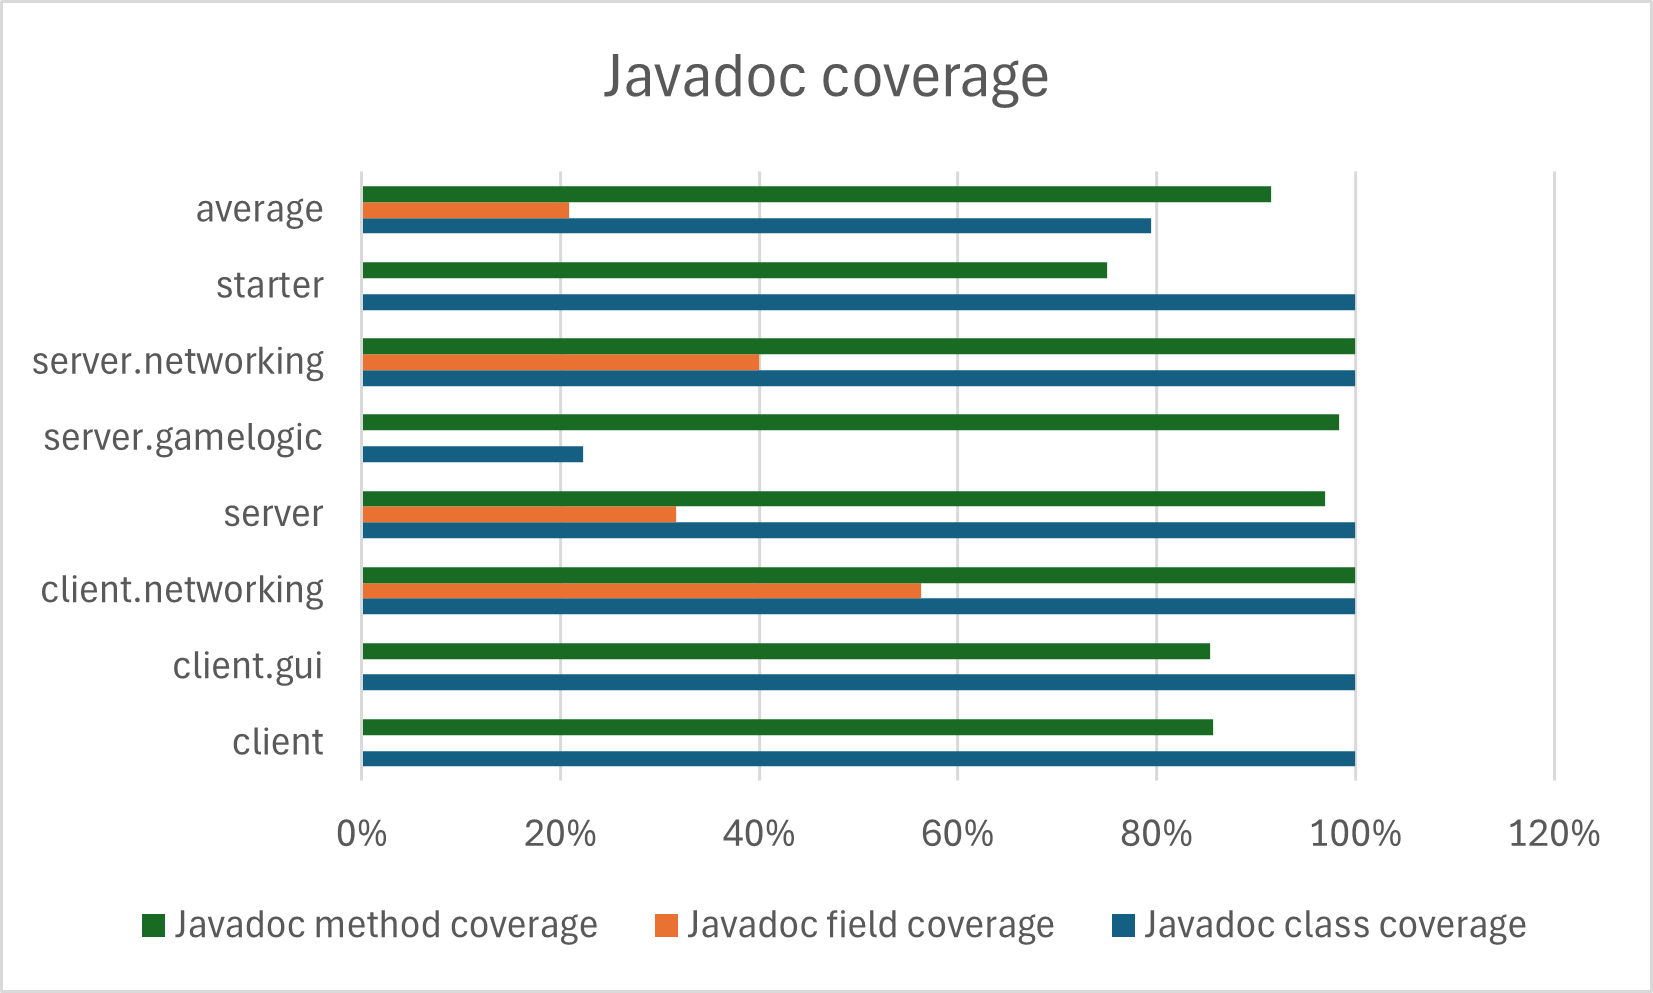 Javadoc coverage
average
starter
server.networking
server.gamelogic
server
client.networking
client.gui
client
0% 20% 40% 60% 80% 100% 120%
Javadoc method coverage Javadoc field coverage Javadoc class coverage